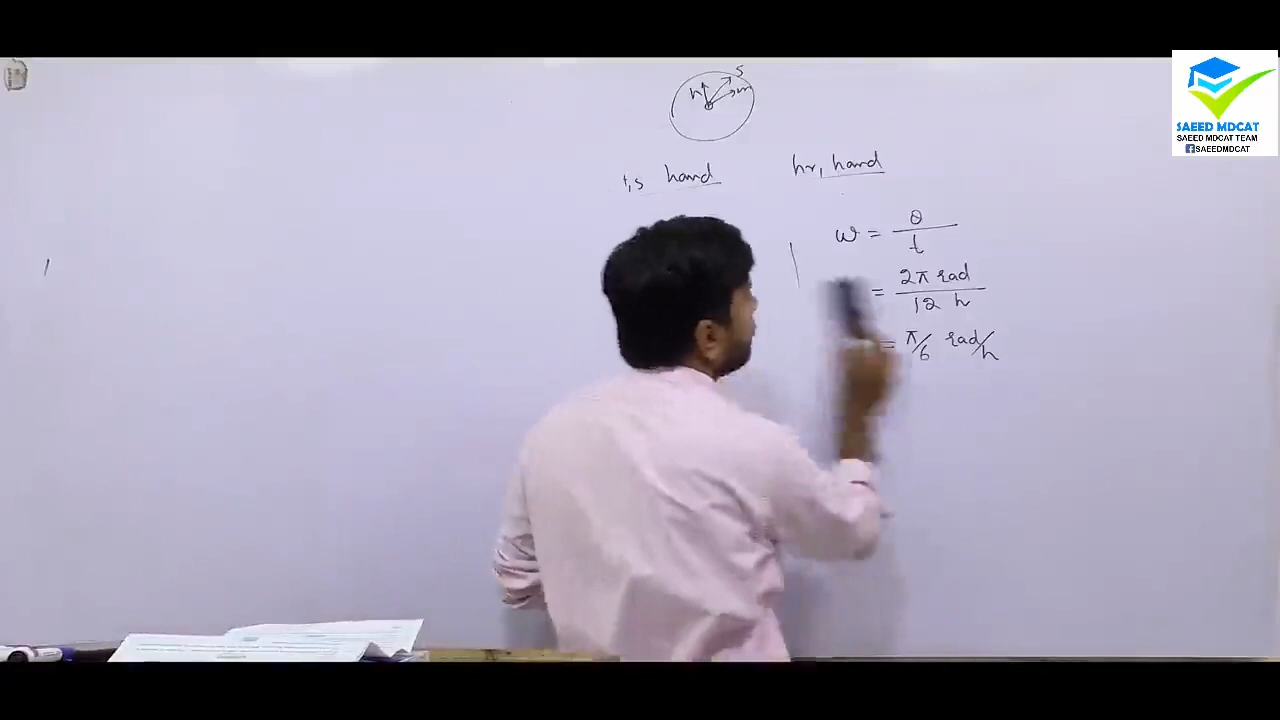 h s m
t,s hand
hr, hand
ω = θ / t
= 2π rad / 12 h
= π/6 rad/h
SAEED MDCAT
SAEED MDCAT TEAM
SAEEDMDCAT